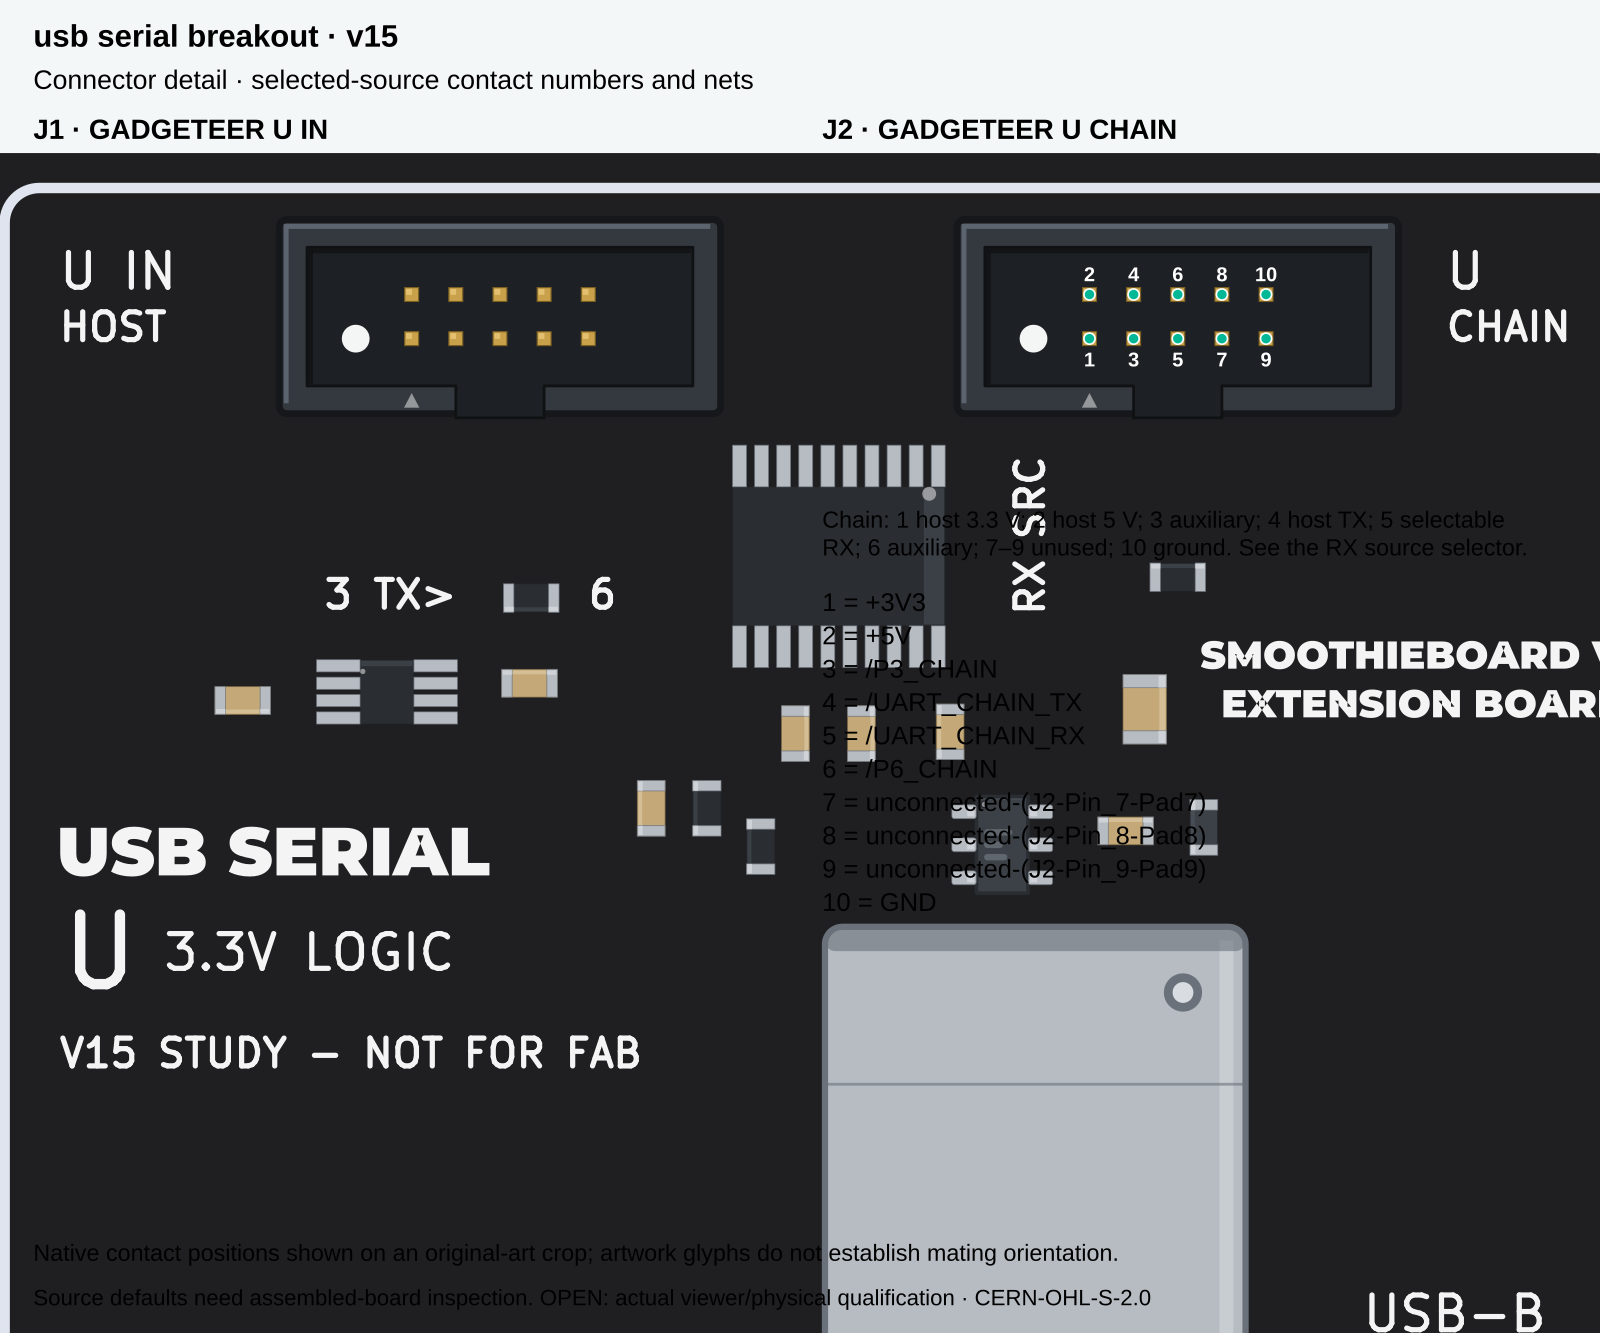 usb serial breakout · v15
Connector detail · selected-source contact numbers and nets
J1 · GADGETEER U IN
J2 · GADGETEER U CHAIN
U IN
HOST
2 4 6 8 10
1 3 5 7 9
U
CHAIN
RX SRC
Chain: 1 host 3.3 V; 2 host 5 V; 3 auxiliary; 4 host TX; 5 selectable
RX; 6 auxiliary; 7–9 unused; 10 ground. See the RX source selector.
3 TX> 6
1 = +3V3
2 = +5V
3 = /P3_CHAIN
4 = /UART_CHAIN_TX
5 = /UART_CHAIN_RX
6 = /P6_CHAIN
7 = unconnected-(J2-Pin_7-Pad7)
8 = unconnected-(J2-Pin_8-Pad8)
9 = unconnected-(J2-Pin_9-Pad9)
10 = GND
SMOOTHIEBOARD
EXTENSION BOAR
USB SERIAL
U 3.3V LOGIC
V15 STUDY – NOT FOR FAB
Native contact positions shown on an original-art crop; artwork glyphs do not establish mating orientation.
Source defaults need assembled-board inspection. OPEN: actual viewer/physical qualification · CERN-OHL-S-2.0
USB–B